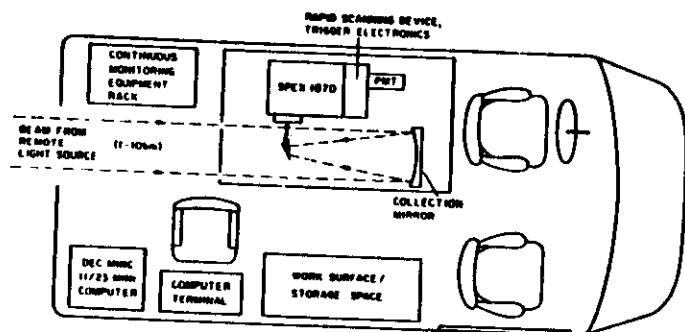 RAPID SCANNING DEVICE,
TRIGGER ELECTRONICS
CONTINUOUS
MONITORING
EQUIPMENT
RACK
SPEX 1870
PMT
BEAM FROM
REMOTE
LIGHT SOURCE
(1-10km)
COLLECTION
MIRROR
DEC MINC
11/23 MINI
COMPUTER
COMPUTER
TERMINAL
WORK SURFACE/
STORAGE SPACE